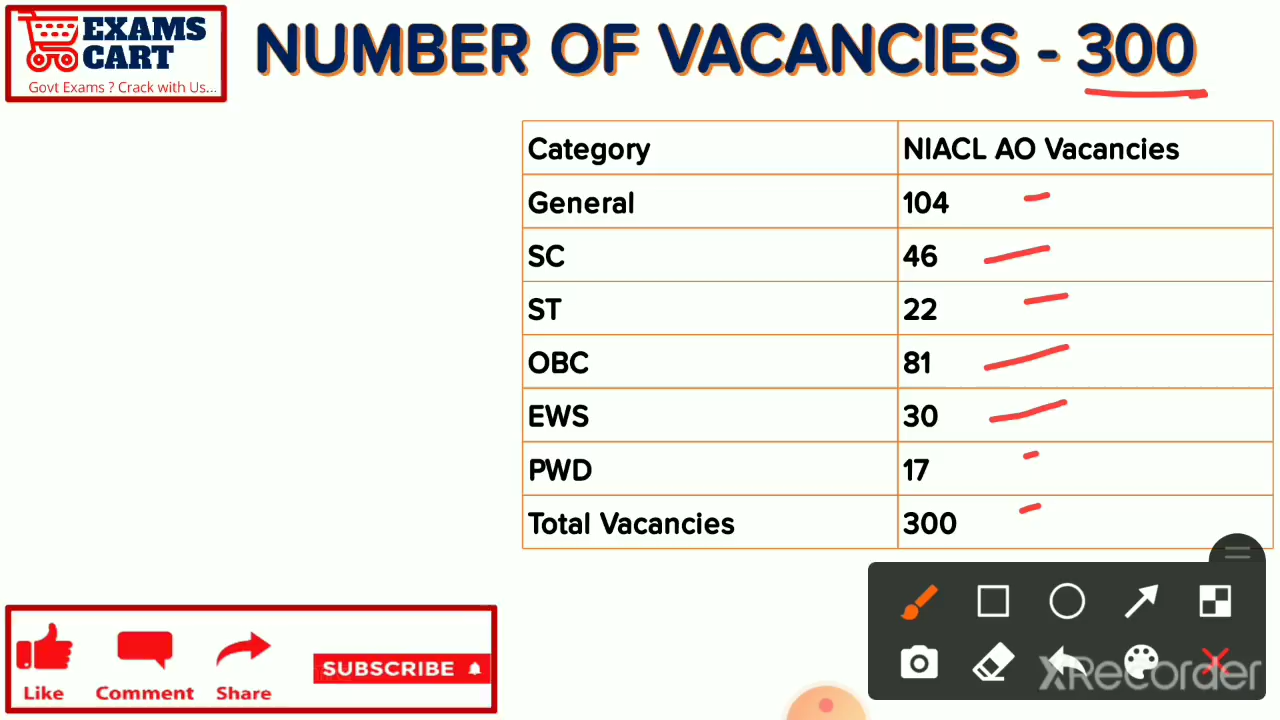 EXAMS
CART
Govt Exams ? Crack with Us...
NUMBER OF VACANCIES - 300
Category NIACL AO Vacancies
General 104
SC 46
ST 22
OBC 81
EWS 30
PWD 17
Total Vacancies 300
Like
Comment
Share
SUBSCRIBE
XRecorder